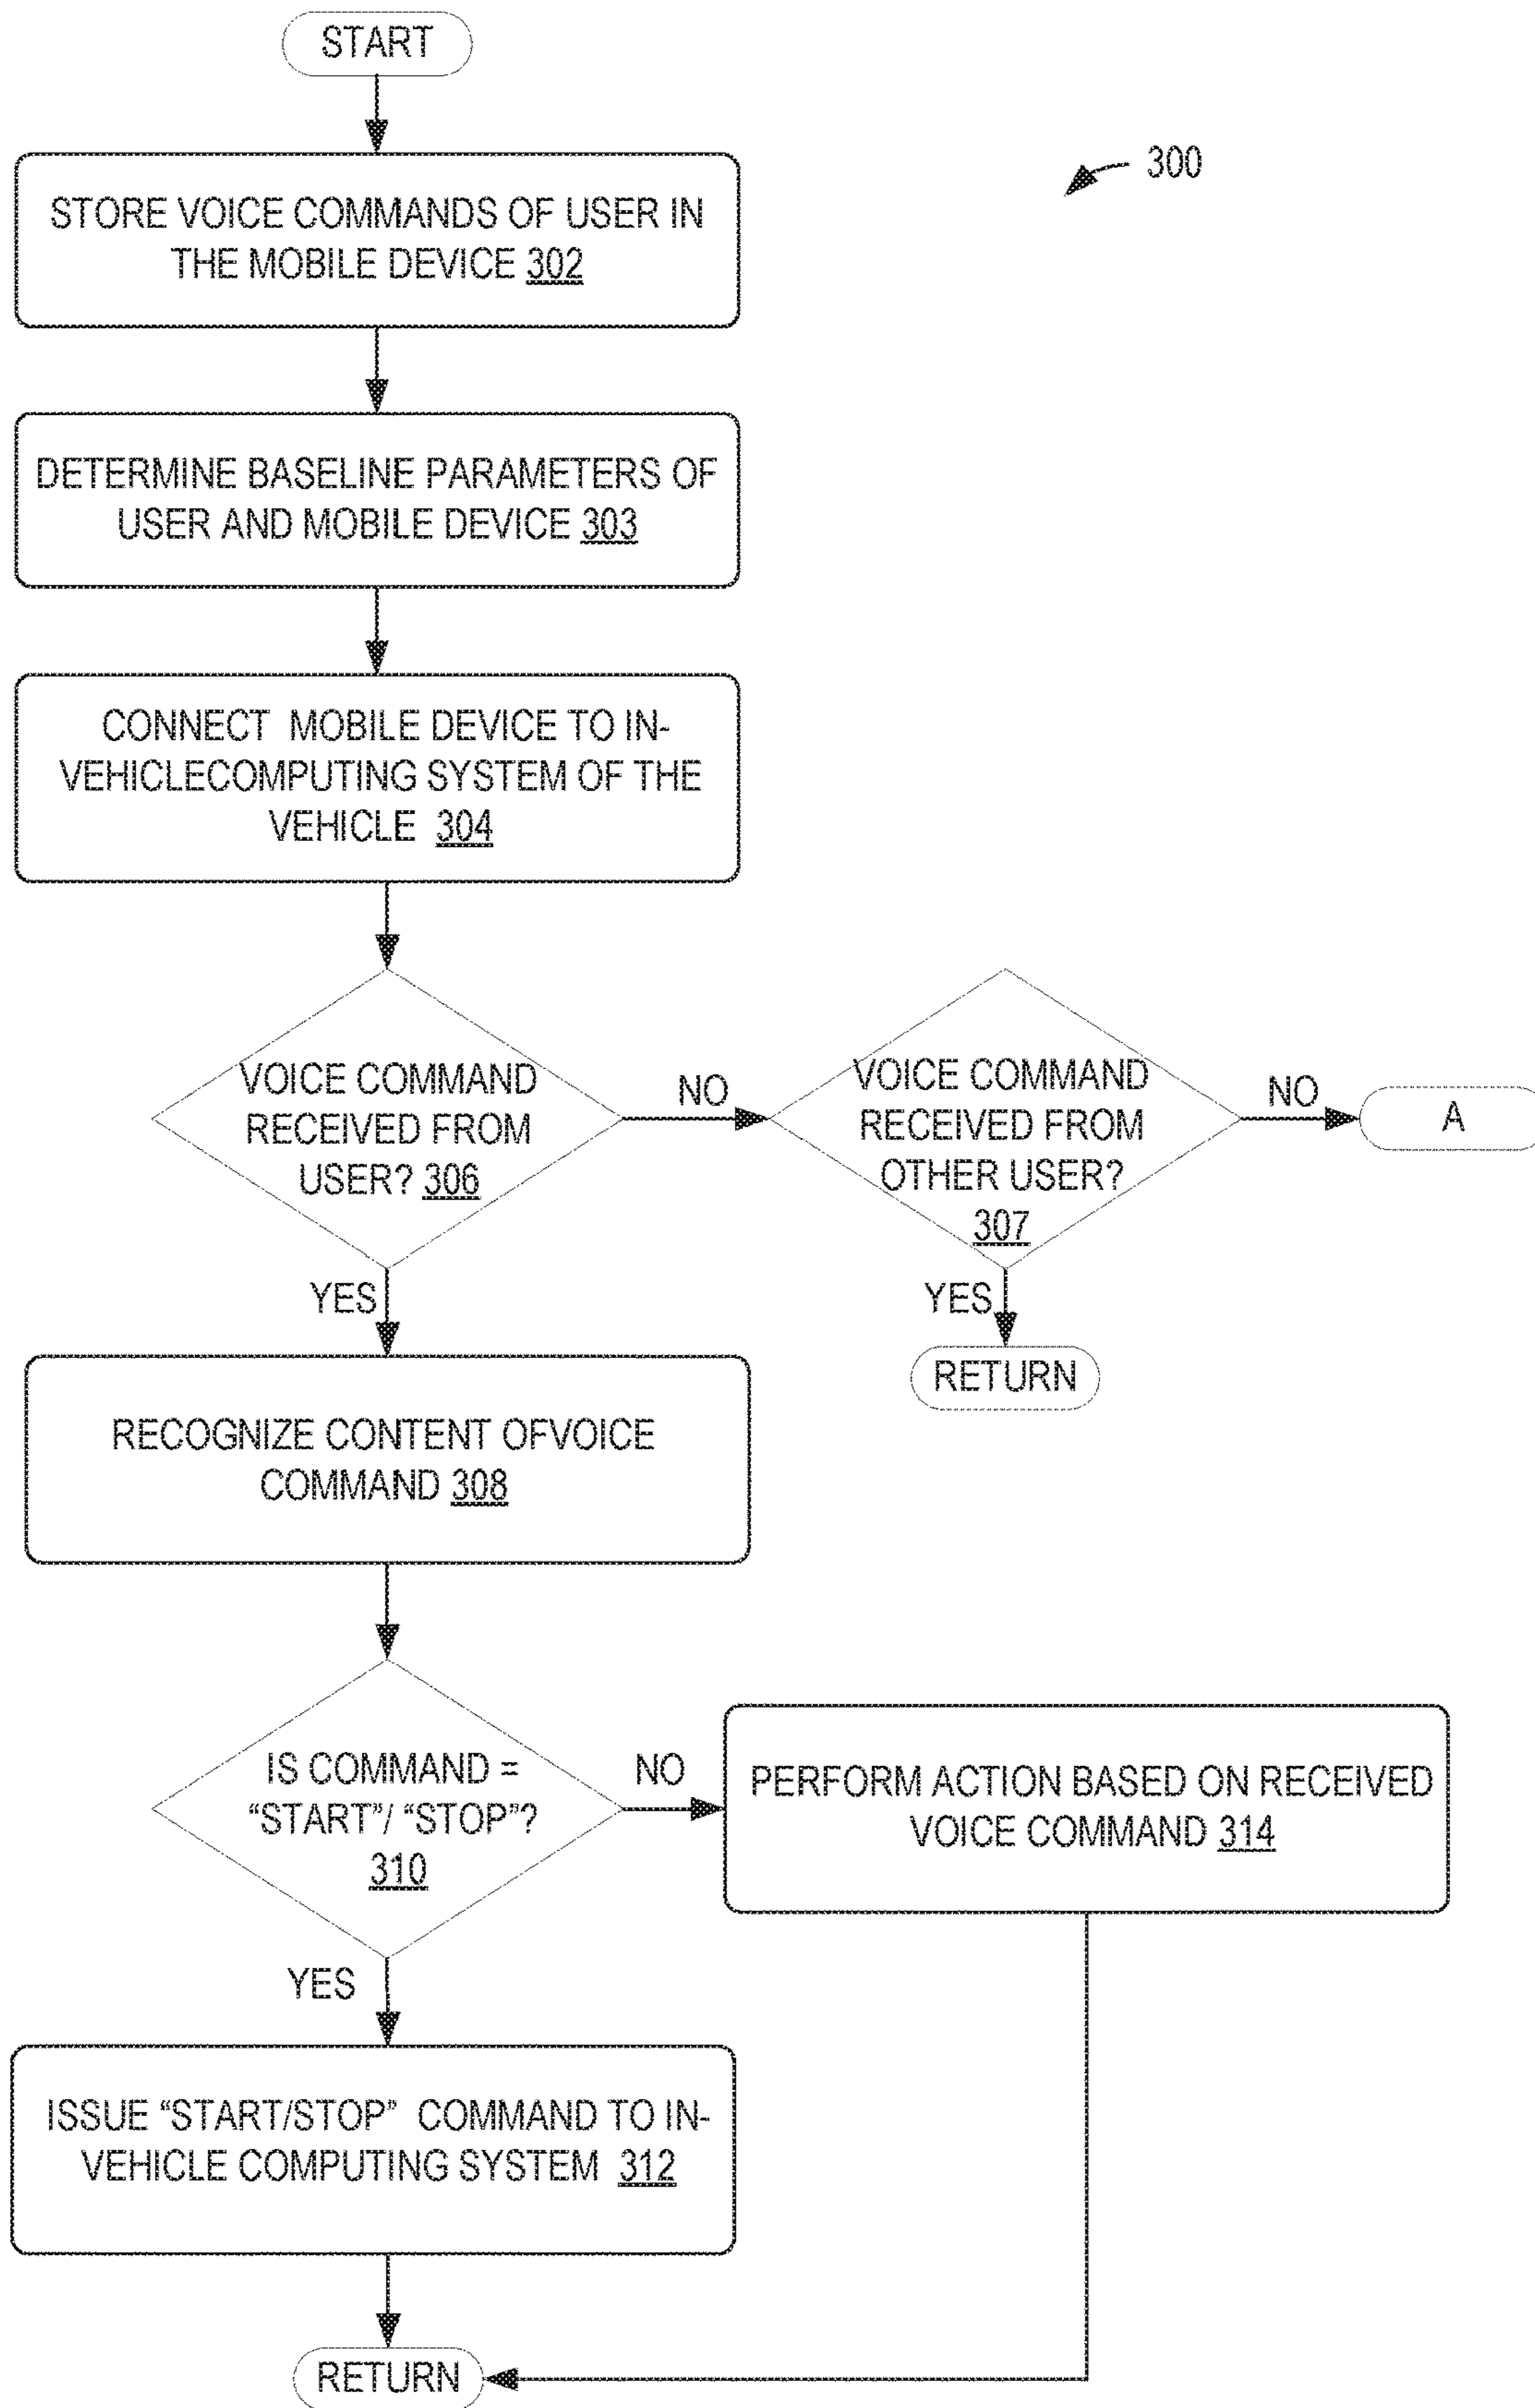 START
300
STORE VOICE COMMANDS OF USER IN
THE MOBILE DEVICE 302
DETERMINE BASELINE PARAMETERS OF
USER AND MOBILE DEVICE 303
CONNECT MOBILE DEVICE TO IN-
VEHICLECOMPUTING SYSTEM OF THE
VEHICLE 304
VOICE COMMAND
RECEIVED FROM
USER? 306
NO
VOICE COMMAND
RECEIVED FROM
OTHER USER?
307
NO
A
YES
YES
RETURN
RECOGNIZE CONTENT OFVOICE
COMMAND 308
IS COMMAND =
“START”/ “STOP”?
310
NO
PERFORM ACTION BASED ON RECEIVED
VOICE COMMAND 314
YES
ISSUE “START/STOP” COMMAND TO IN-
VEHICLE COMPUTING SYSTEM 312
RETURN